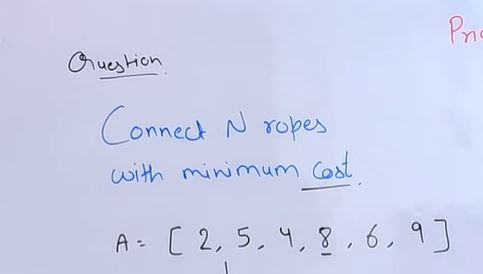 Question
Connect N ropes
with minimum cost.
A = [ 2, 5, 4, 8, 6, 9 ]